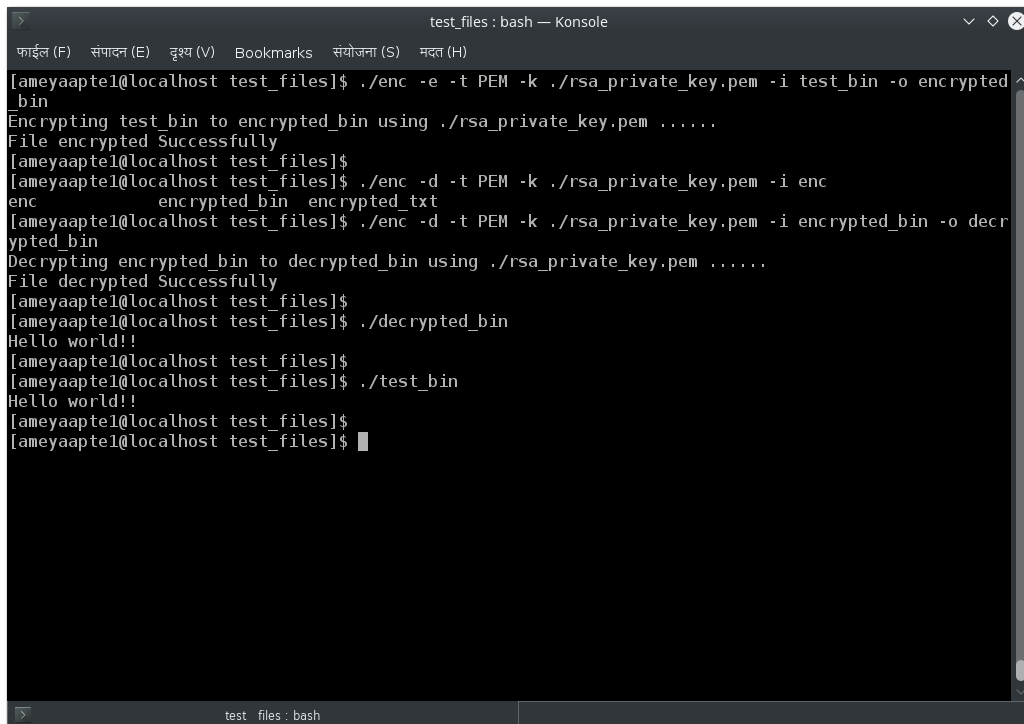 test_files : bash — Konsole
फाईल (F) संपादन (E) दृश्य (V) Bookmarks संयोजना (S) मदत (H)
[ameyaapte1@localhost test_files]$ ./enc -e -t PEM -k ./rsa_private_key.pem -i test_bin -o encrypted
_bin
Encrypting test_bin to encrypted_bin using ./rsa_private_key.pem ......
File encrypted Successfully
[ameyaapte1@localhost test_files]$
[ameyaapte1@localhost test_files]$ ./enc -d -t PEM -k ./rsa_private_key.pem -i enc
enc            encrypted_bin  encrypted_txt
[ameyaapte1@localhost test_files]$ ./enc -d -t PEM -k ./rsa_private_key.pem -i encrypted_bin -o decr
ypted_bin
Decrypting encrypted_bin to decrypted_bin using ./rsa_private_key.pem ......
File decrypted Successfully
[ameyaapte1@localhost test_files]$
[ameyaapte1@localhost test_files]$ ./decrypted_bin
Hello world!!
[ameyaapte1@localhost test_files]$
[ameyaapte1@localhost test_files]$ ./test_bin
Hello world!!
[ameyaapte1@localhost test_files]$
[ameyaapte1@localhost test_files]$
test_files : bash